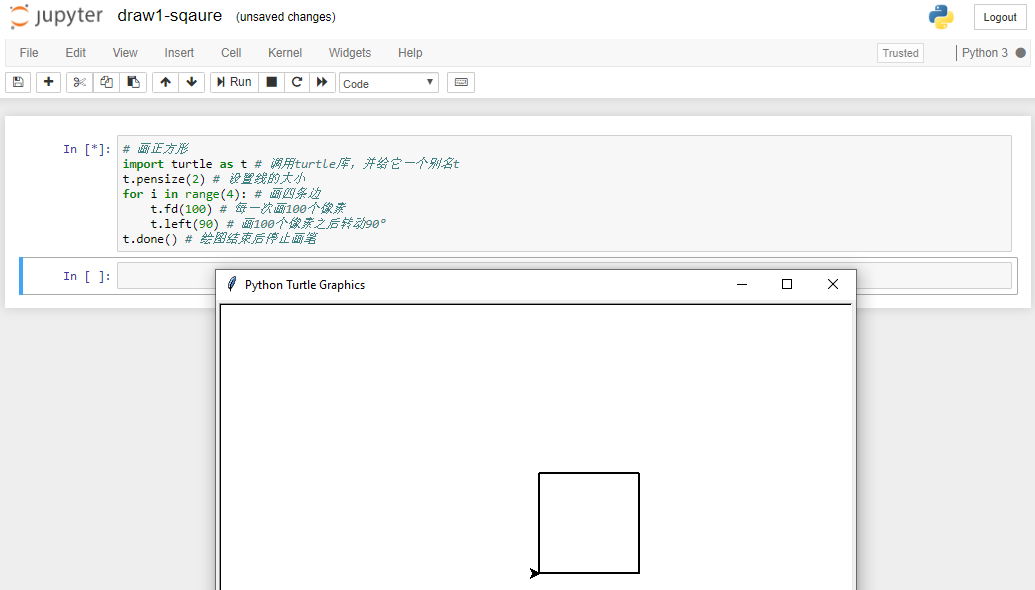 jupyter draw1-sqaure (unsaved changes) Logout
File Edit View Insert Cell Kernel Widgets Help Trusted Python 3
Run Code
In [*]: # 画正方形
import turtle as t # 调用turtle库，并给它一个别名t
t.pensize(2) # 设置线的大小
for i in range(4): # 画四条边
t.fd(100) # 每一次画100个像素
t.left(90) # 画100个像素之后转动90°
t.done() # 绘图结束后停止画笔
In [ ]:
Python Turtle Graphics